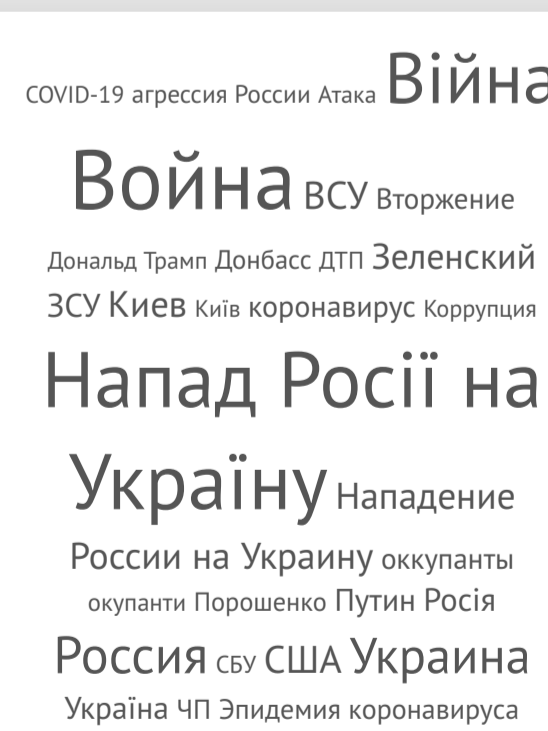 COVID-19 агрессия России Атака Війна
Война ВСУ Вторжение
Дональд Трамп Донбасс ДТП Зеленский
ЗСУ Киев Київ коронавирус Коррупция
Напад Росії на
Україну Нападение
России на Украину оккупанты
окупанти Порошенко Путин Росія
Россия СБУ США Украина
Україна ЧП Эпидемия коронавируса